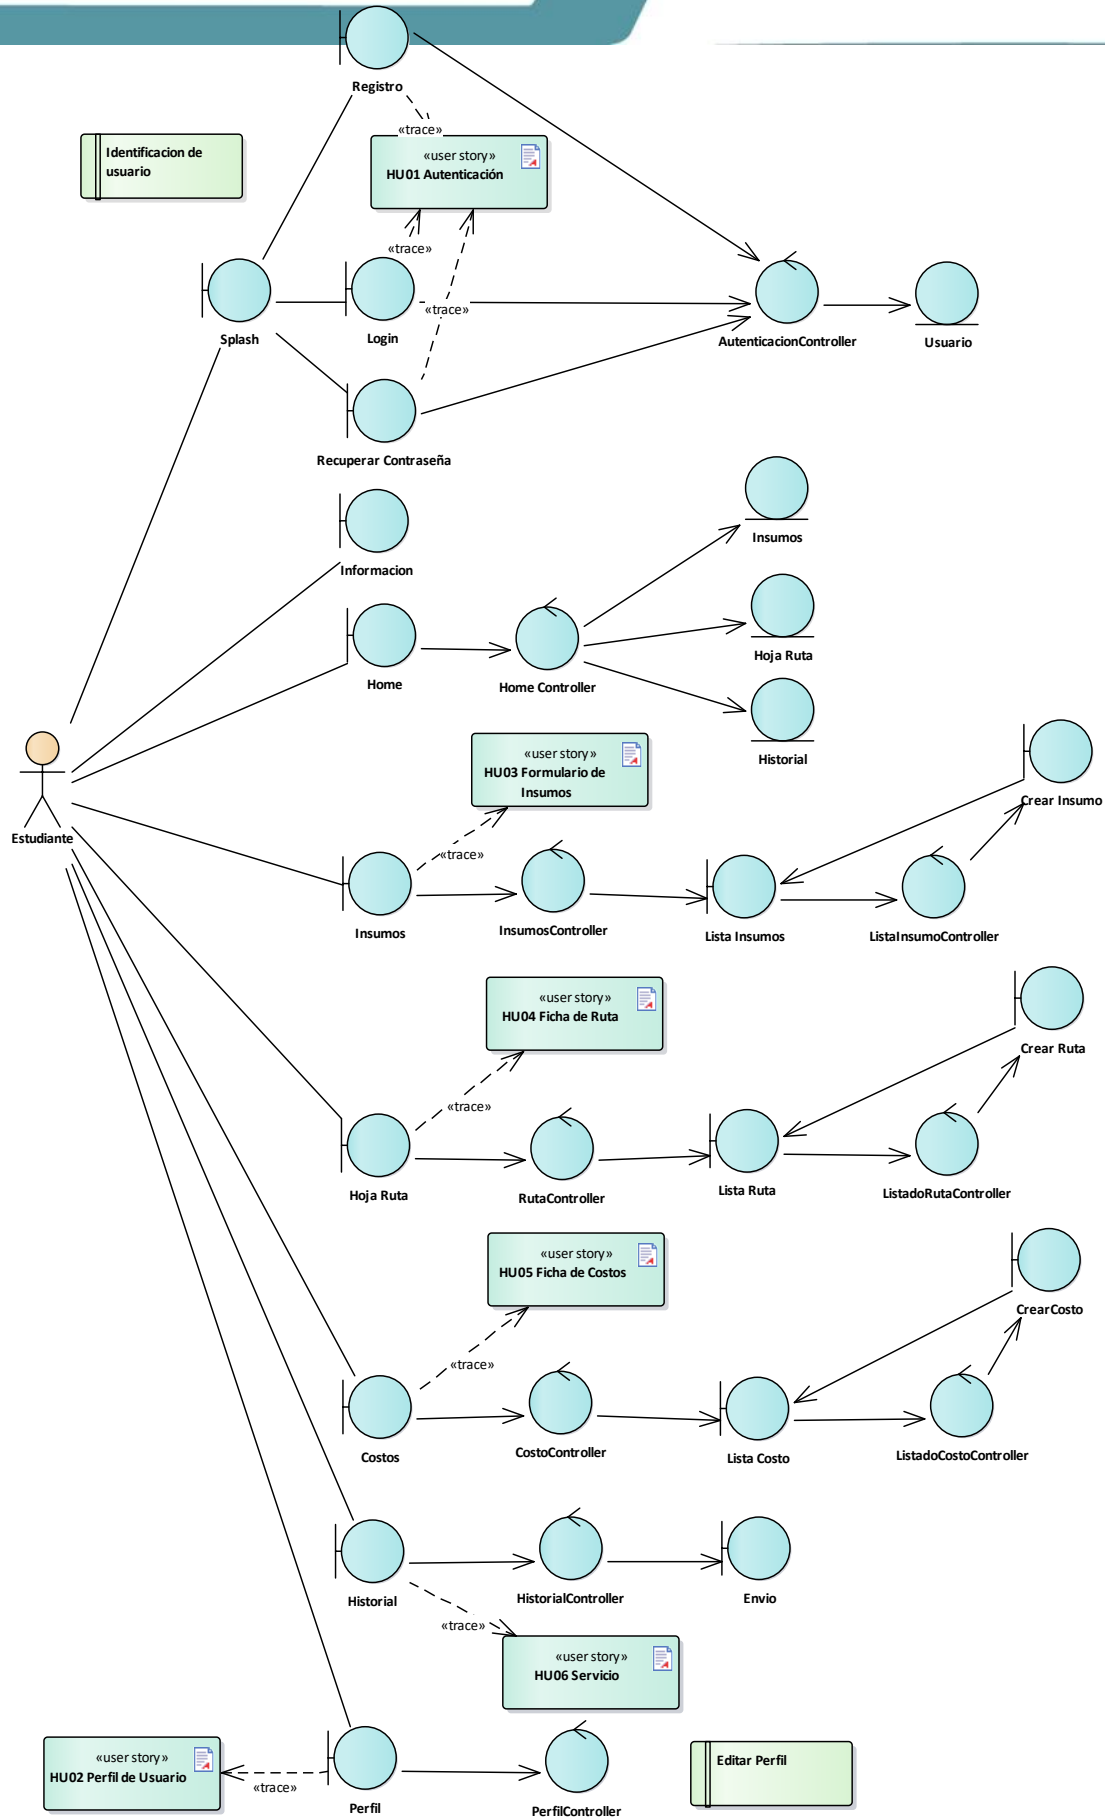 Registro
«trace»
Identificacion de
usuario
«user story»
HU01 Autenticación
«trace»
«trace»
Splash
Login
AutenticacionController
Usuario
Recuperar Contraseña
Insumos
Informacion
Hoja Ruta
Home
Home Controller
Historial
«user story»
HU03 Formulario de
Insumos
Crear Insumo
Estudiante
«trace»
Insumos
InsumosController
Lista Insumos
ListaInsumoController
«user story»
HU04 Ficha de Ruta
Crear Ruta
«trace»
Hoja Ruta
RutaController
Lista Ruta
ListadoRutaController
«user story»
HU05 Ficha de Costos
CrearCosto
«trace»
Costos
CostoController
Lista Costo
ListadoCostoController
Historial
HistorialController
Envio
«trace»
«user story»
HU06 Servicio
«user story»
HU02 Perfil de Usuario
«trace»
Editar Perfil
Perfil
PerfilController